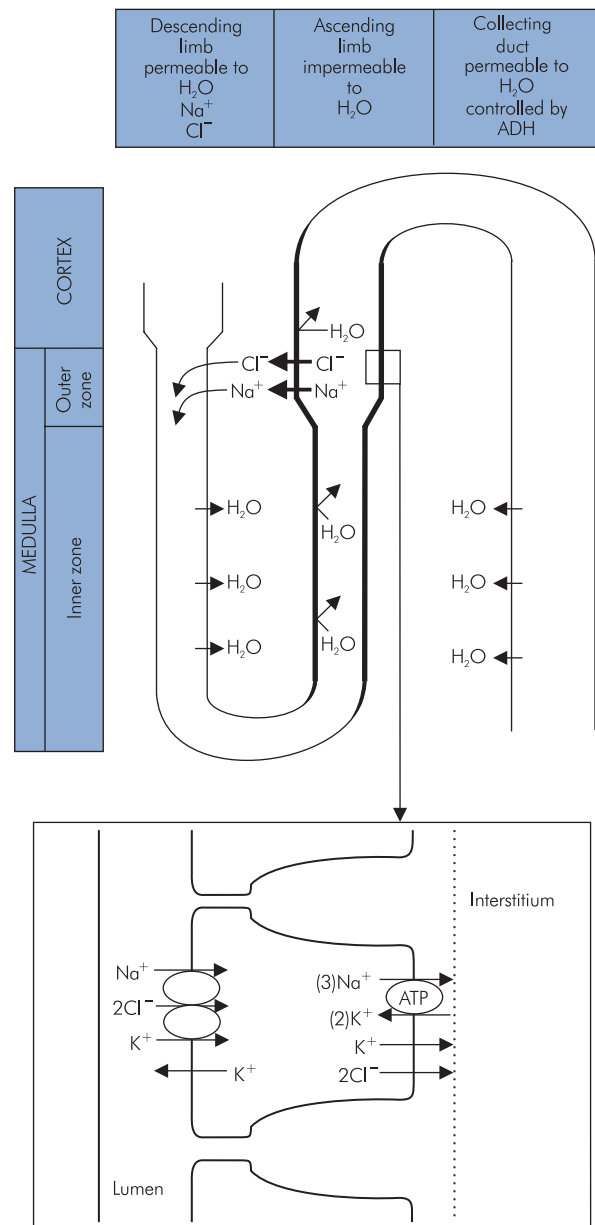 Descending
limb
permeable to
H₂O
Na⁺
Cl⁻
Ascending
limb
impermeable
to
H₂O
Collecting
duct
permeable to
H₂O
controlled by
ADH
CORTEX
MEDULLA
Outer
zone
Inner zone
H₂O
Cl⁻ Cl⁻
Na⁺ Na⁺
H₂O H₂O H₂O
H₂O H₂O H₂O
H₂O H₂O H₂O
Interstitium
Na⁺ (3)Na⁺
ATP
2Cl⁻ (2)K⁺
K⁺ K⁺
K⁺ 2Cl⁻
Lumen